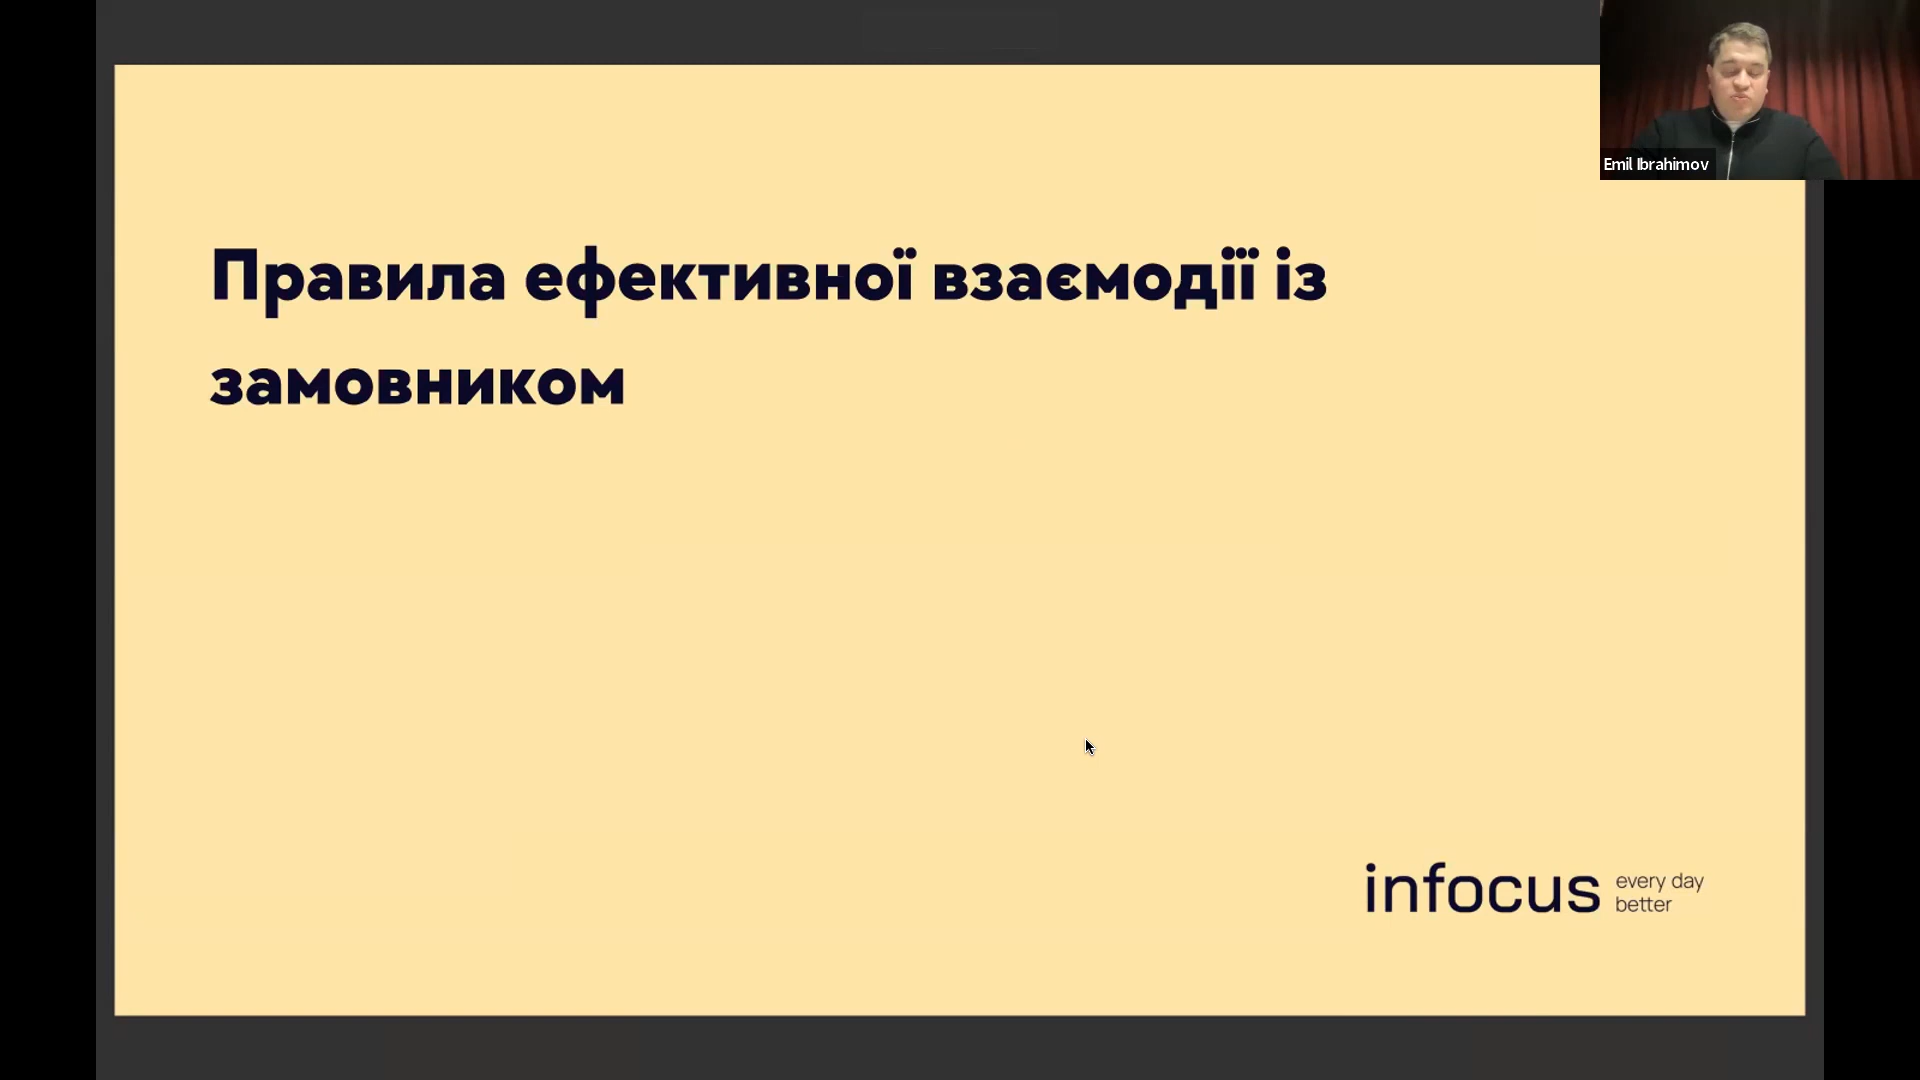 Emil Ibrahimov
Правила ефективної взаємодії із
замовником
infocus
every day
better